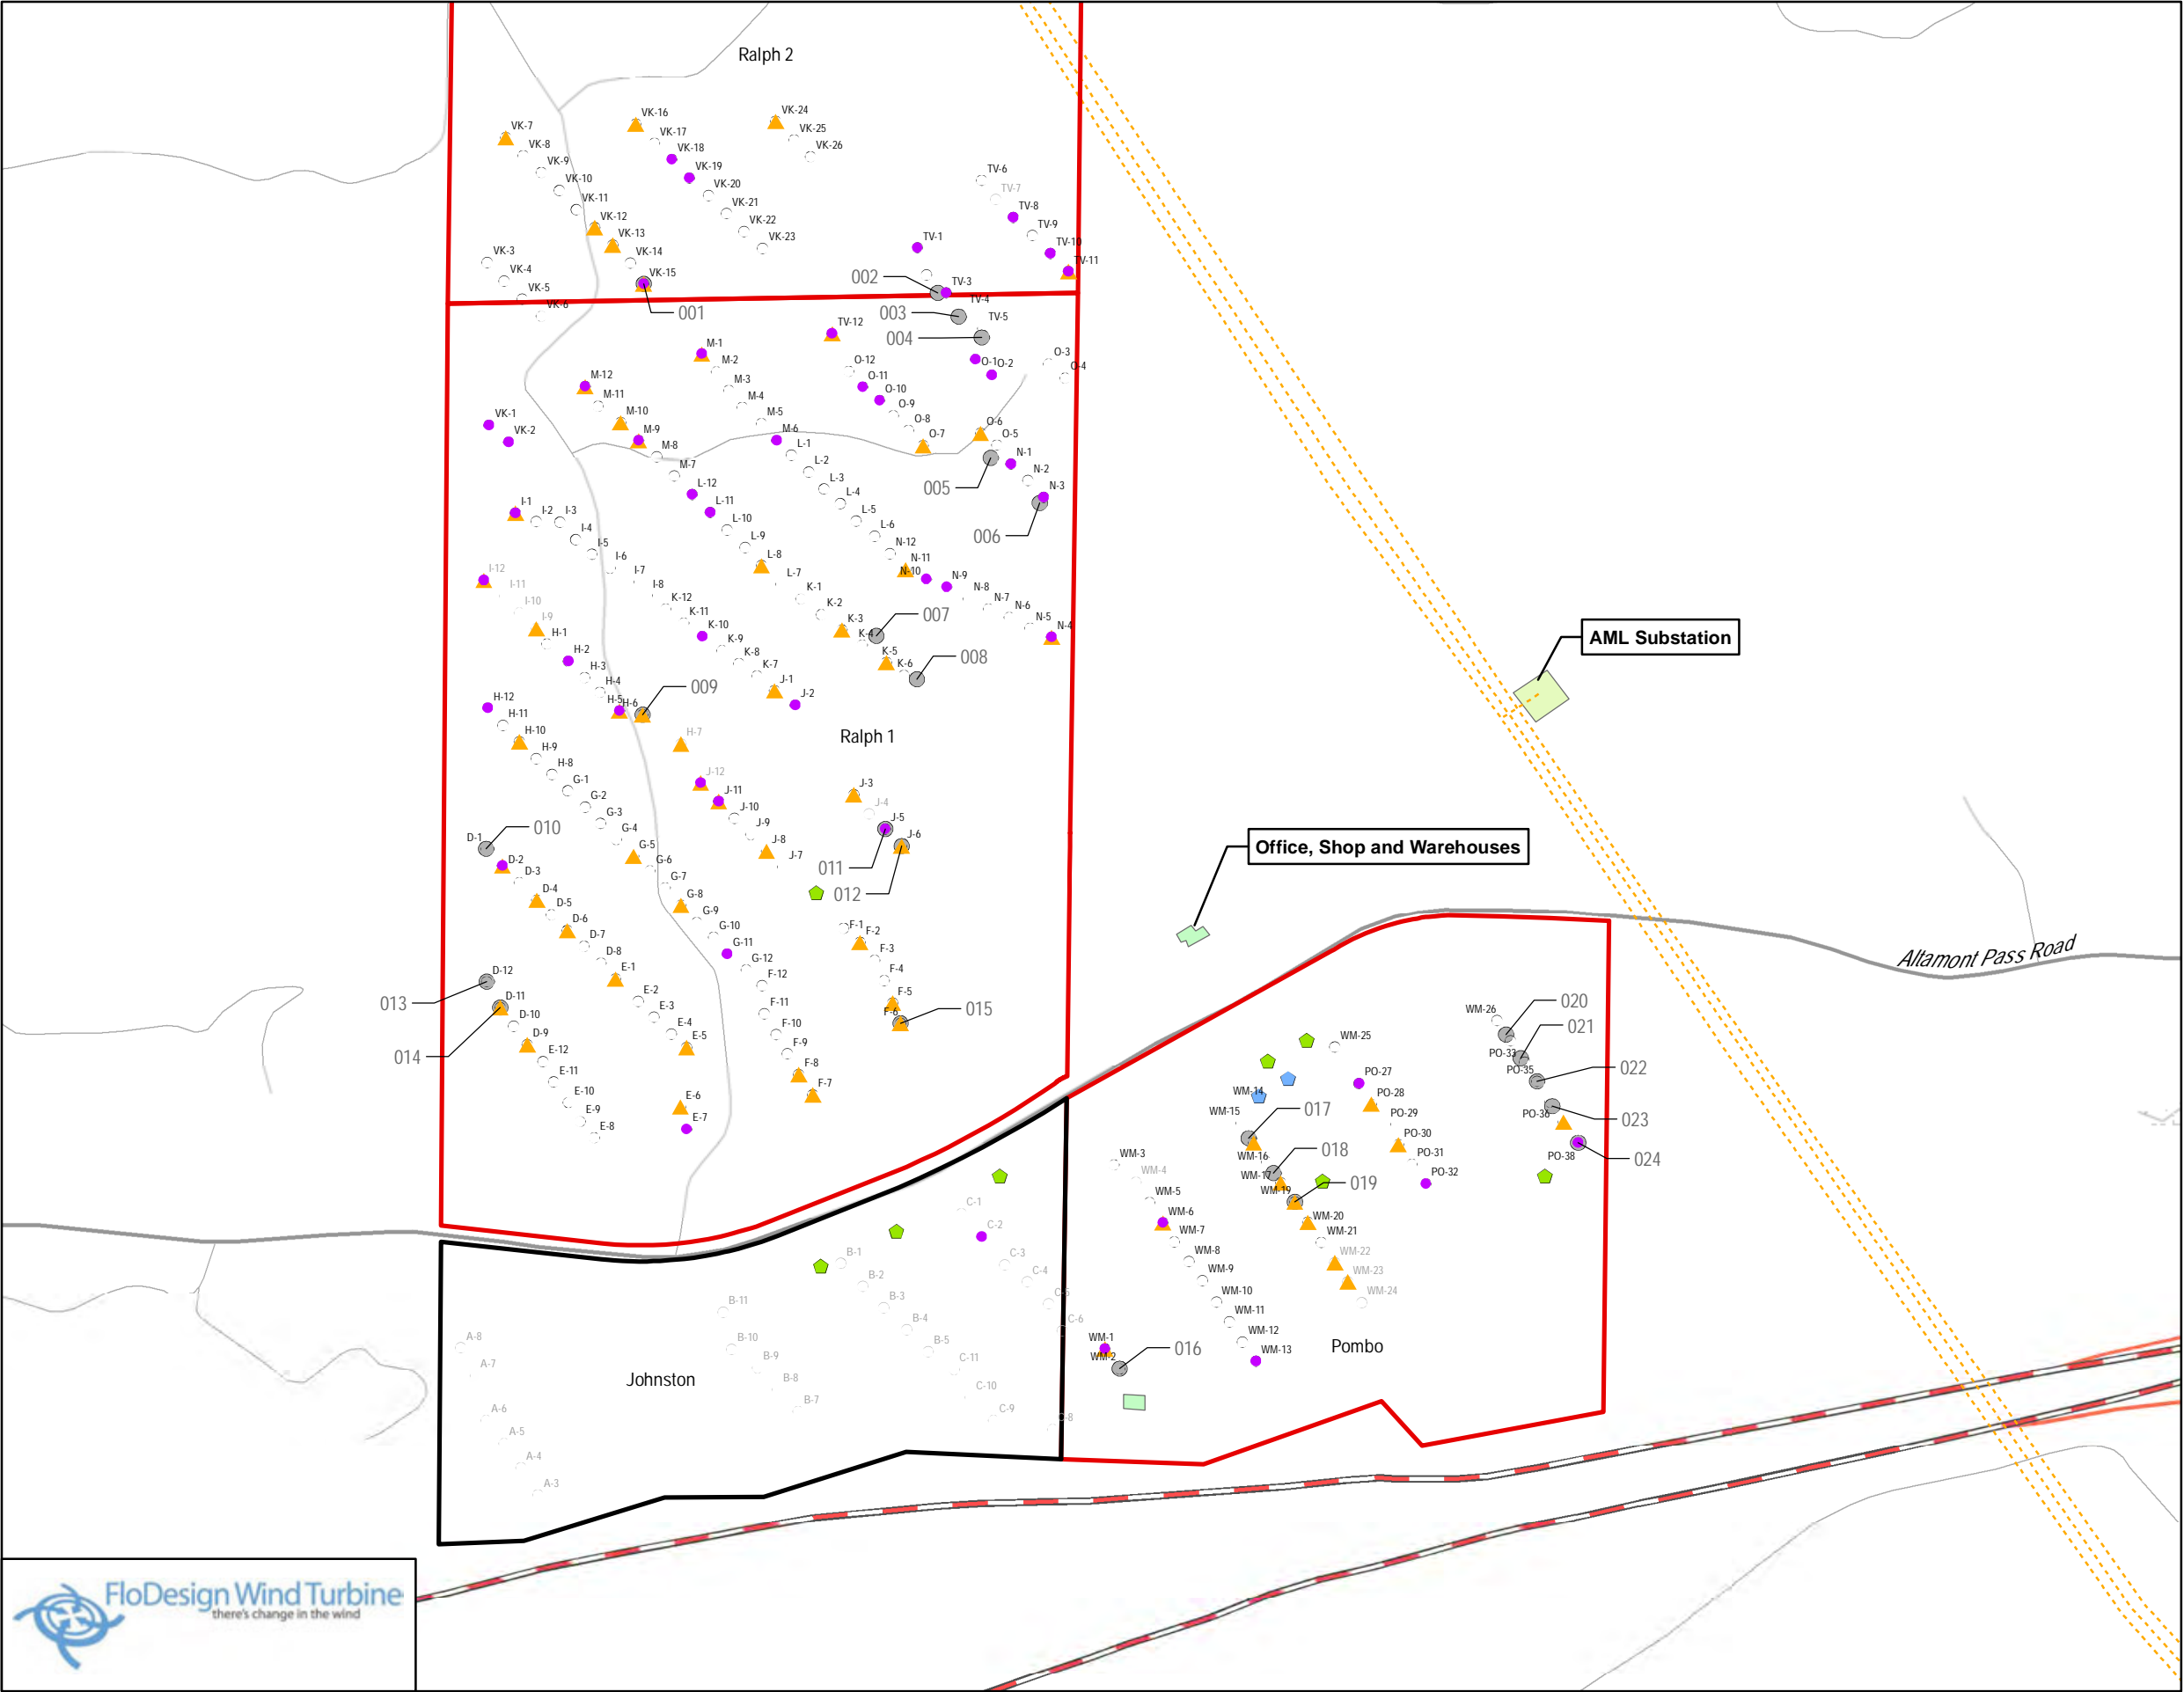 Ralph 2
VK-7
VK-8
VK-9
VK-10
VK-11
VK-12
VK-13
VK-14
VK-15
VK-16
VK-17
VK-18
VK-19
VK-20
VK-21
VK-22
VK-23
VK-24
VK-25
VK-26
VK-3
VK-4
VK-5
VK-6
001
TV-6
TV-7
TV-8
TV-9
TV-10
TV-11
TV-1
002
TV-3
TV-4
003
TV-5
004
TV-12
O-12
O-11
O-10
O-9
O-8
O-7
O-1
O-2
O-3
O-4
O-6
O-5
005
N-1
N-2
N-3
006
M-1
M-2
M-3
M-4
M-5
M-6
L-1
L-2
L-3
L-4
L-5
L-6
N-12
N-11
N-10
N-9
N-8
N-7
N-6
N-5
N-4
M-12
M-11
M-10
M-9
M-8
M-7
L-12
L-11
L-10
L-9
L-8
L-7
K-1
K-2
K-3
K-4
007
K-5
K-6
008
VK-1
VK-2
I-1
I-2
I-3
I-4
I-5
I-6
I-7
I-8
K-12
K-11
K-10
K-9
K-8
K-7
J-1
J-2
I-12
I-11
I-10
I-9
H-1
H-2
H-3
H-4
H-5
H-6
009
H-7
Ralph 1
J-12
J-11
J-10
J-9
J-8
J-7
J-3
J-4
J-5
J-6
011
012
H-12
H-11
H-10
H-9
H-8
G-1
G-2
G-3
G-4
G-5
G-6
G-7
G-8
G-9
G-10
G-11
G-12
F-12
F-11
F-10
F-9
F-8
F-7
F-1
F-2
F-3
F-4
F-5
F-6
015
D-1
010
D-2
D-3
D-4
D-5
D-6
D-7
D-8
E-1
E-2
E-3
E-4
E-5
E-6
E-7
D-12
013
D-11
014
D-10
D-9
E-12
E-11
E-10
E-9
E-8
AML Substation
Office, Shop and Warehouses
Altamont Pass Road
WM-26
020
021
PO-33
PO-35
022
PO-36
023
PO-38
024
WM-25
PO-27
PO-28
PO-29
PO-30
PO-31
PO-32
WM-14
WM-15
017
WM-16
018
WM-17
WM-19
019
WM-20
WM-21
WM-22
WM-23
WM-24
WM-3
WM-4
WM-5
WM-6
WM-7
WM-8
WM-9
WM-10
WM-11
WM-12
WM-13
WM-1
WM-2
016
Pombo
C-1
C-2
C-3
C-4
C-5
C-6
B-1
B-2
B-3
B-4
B-5
C-11
C-10
C-9
C-8
B-11
B-10
B-9
B-8
B-7
A-8
A-7
A-6
A-5
A-4
A-3
Johnston
FloDesign Wind Turbine
there's change in the wind